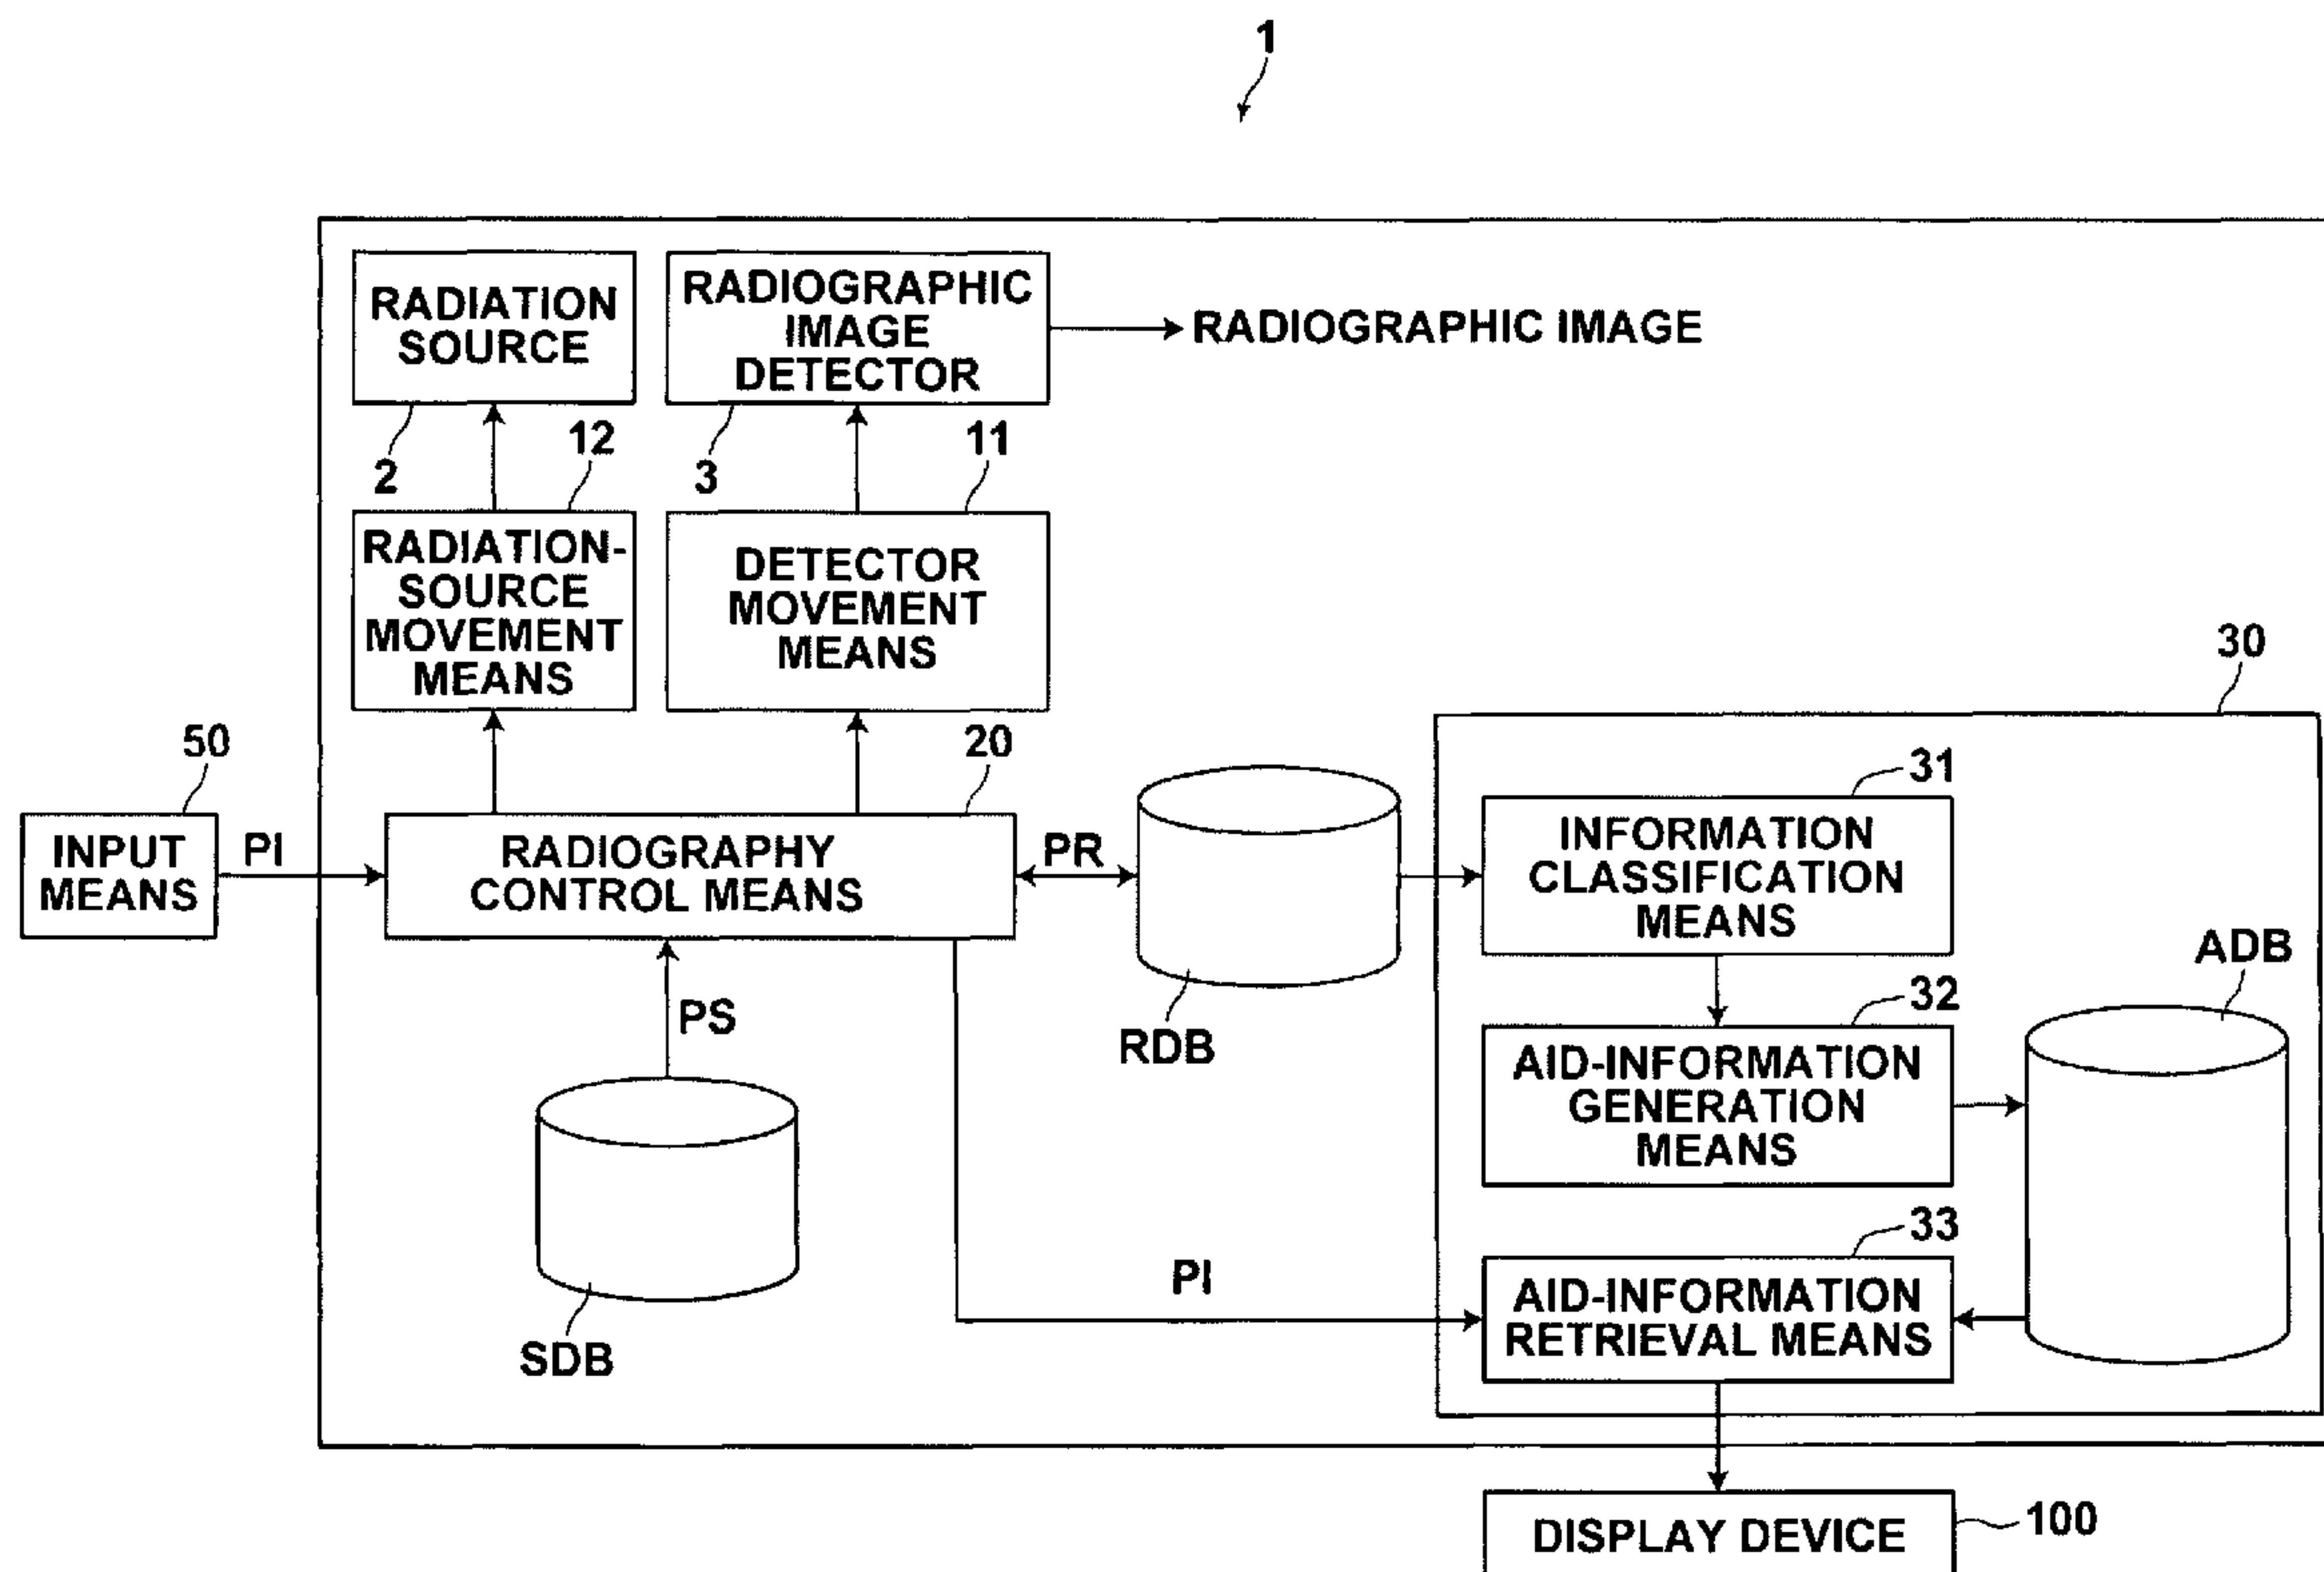 1
RADIATION
SOURCE
RADIOGRAPHIC
IMAGE
DETECTOR
RADIOGRAPHIC IMAGE
2
12
3
11
RADIATION-
SOURCE
MOVEMENT
MEANS
DETECTOR
MOVEMENT
MEANS
30
50
20
31
INPUT
MEANS
PI
RADIOGRAPHY
CONTROL MEANS
PR
INFORMATION
CLASSIFICATION
MEANS
ADB
PS
RDB
32
AID-INFORMATION
GENERATION
MEANS
33
PI
AID-INFORMATION
RETRIEVAL MEANS
SDB
DISPLAY DEVICE
100